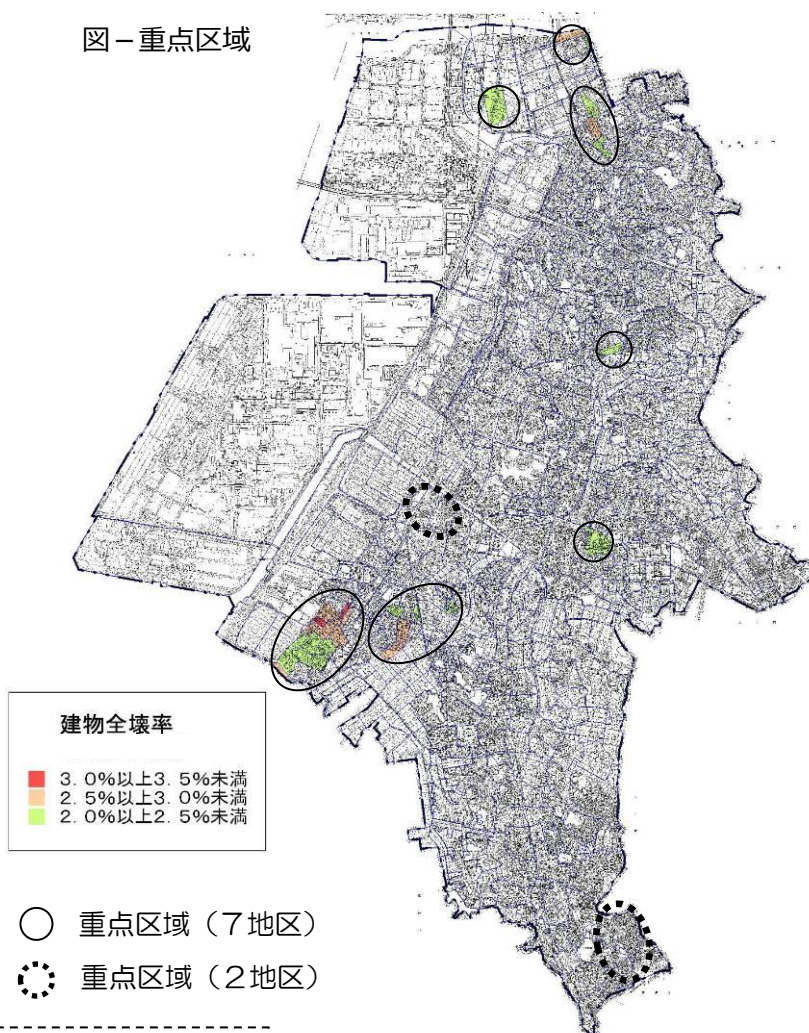 図－重点区域
建物全壊率
3.0%以上3.5%未満
2.5%以上3.0%未満
2.0%以上2.5%未満
重点区域（7地区）
重点区域（2地区）